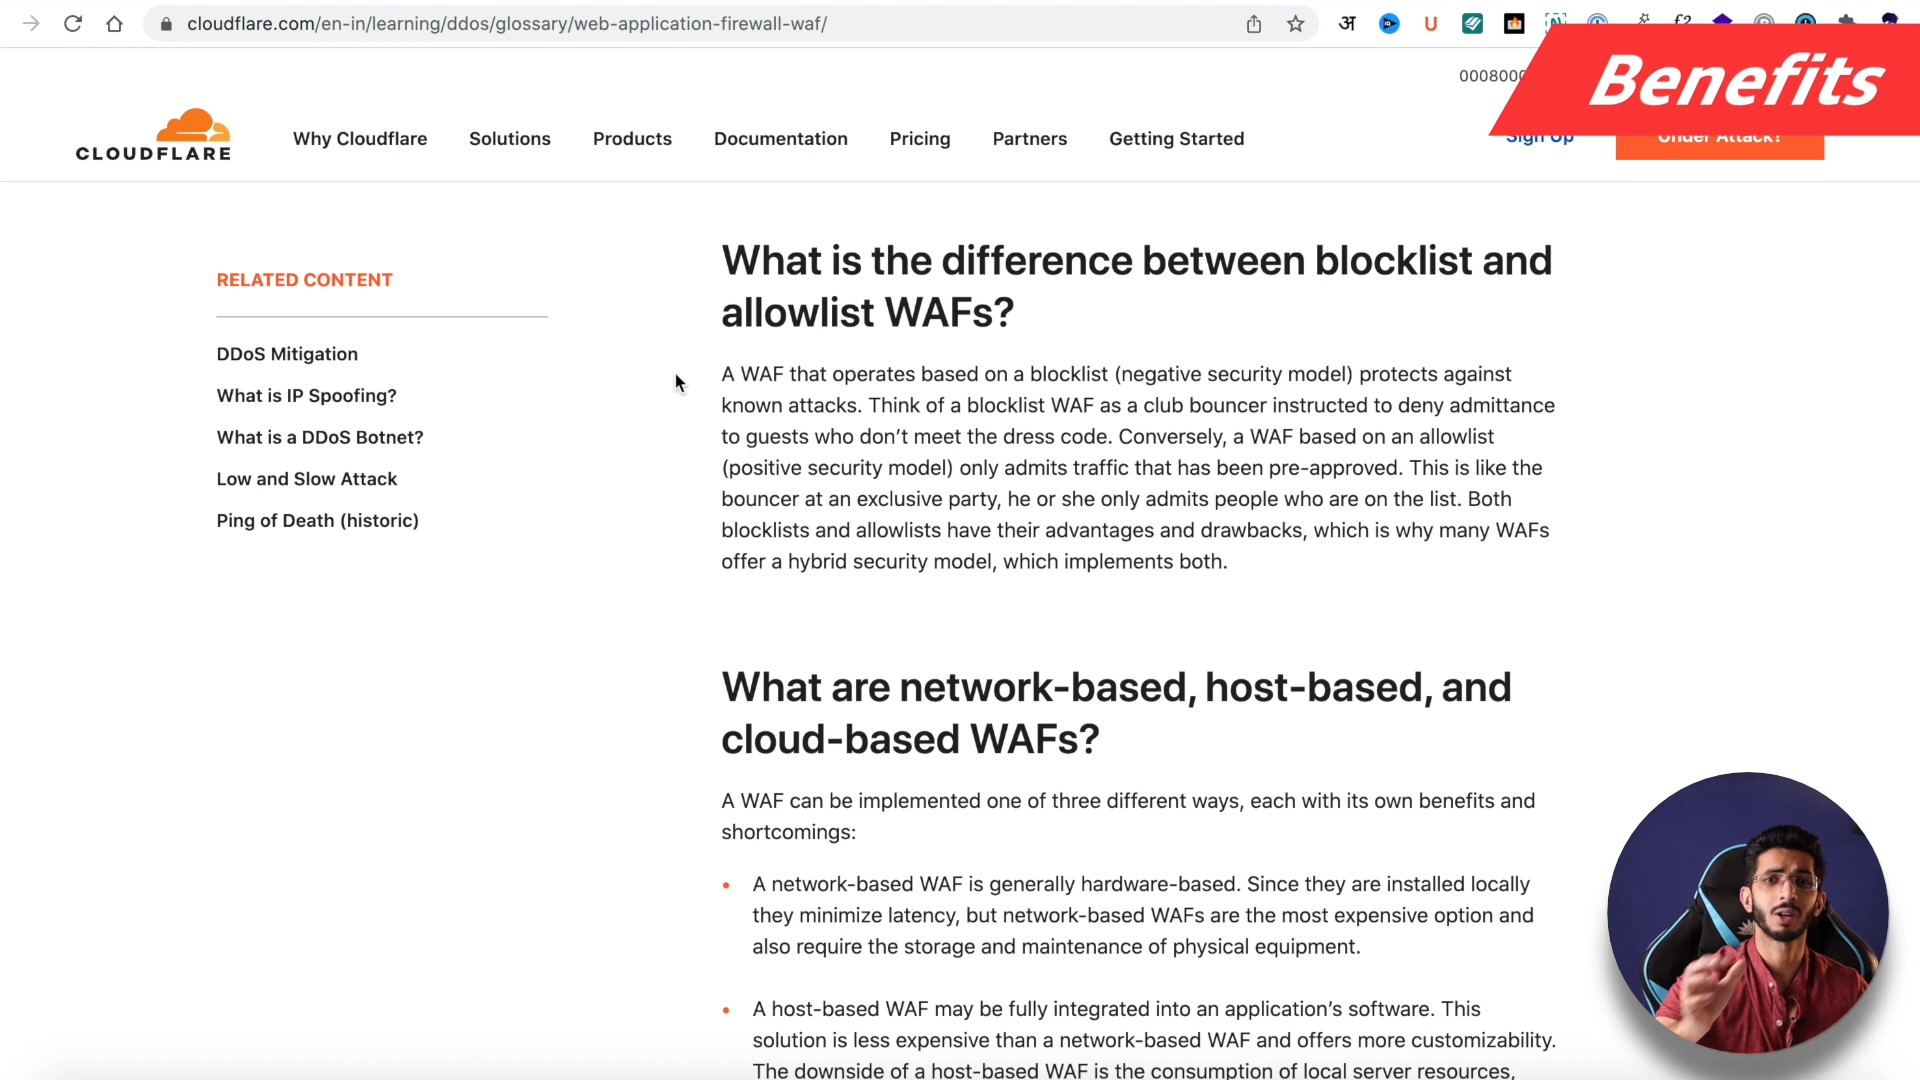 cloudflare.com/en-in/learning/ddos/glossary/web-application-firewall-waf/
अ
U
Benefits
000800
CLOUDFLARE
Why Cloudflare
Solutions
Products
Documentation
Pricing
Partners
Getting Started
Sign Up
Under Attack?
RELATED CONTENT
DDoS Mitigation
What is IP Spoofing?
What is a DDoS Botnet?
Low and Slow Attack
Ping of Death (historic)
What is the difference between blocklist and
allowlist WAFs?
A WAF that operates based on a blocklist (negative security model) protects against
known attacks. Think of a blocklist WAF as a club bouncer instructed to deny admittance
to guests who don’t meet the dress code. Conversely, a WAF based on an allowlist
(positive security model) only admits traffic that has been pre-approved. This is like the
bouncer at an exclusive party, he or she only admits people who are on the list. Both
blocklists and allowlists have their advantages and drawbacks, which is why many WAFs
offer a hybrid security model, which implements both.
What are network-based, host-based, and
cloud-based WAFs?
A WAF can be implemented one of three different ways, each with its own benefits and
shortcomings:
• A network-based WAF is generally hardware-based. Since they are installed locally
they minimize latency, but network-based WAFs are the most expensive option and
also require the storage and maintenance of physical equipment.
• A host-based WAF may be fully integrated into an application’s software. This
solution is less expensive than a network-based WAF and offers more customizability.
The downside of a host-based WAF is the consumption of local server resources,